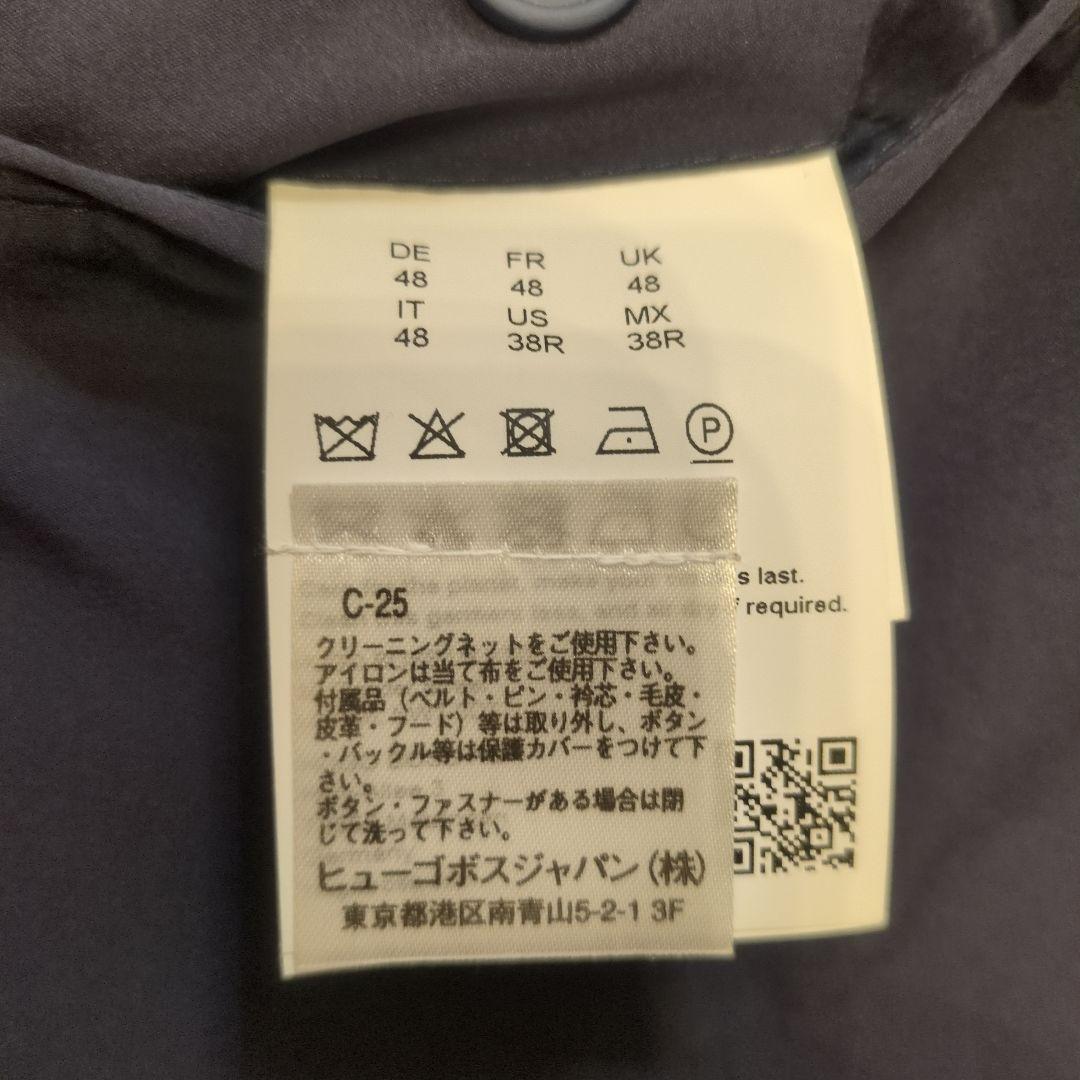 DE FR UK
48 48 48
IT US MX
48 38R 38R
P
s last.
required.
C-25
クリーニングネットをご使用下さい。
アイロンは当て布をご使用下さい。
付属品（ベルト・ピン・衿芯・毛皮・
皮革・フード）等は取り外し、ボタン
・バックル等は保護カバーをつけて下
さい。
ボタン・ファスナーがある場合は閉
じて洗って下さい。
ヒューゴボスジャパン（株）
東京都港区南青山5-2-1 3F